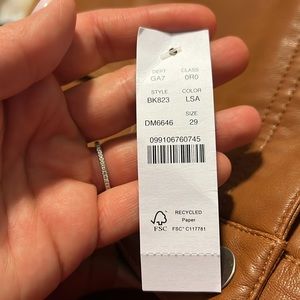 DEPT CLASS
GA7 0R0
STYLE COLOR
BK823 LSA
SIZE
DM6646 29
099106760745
FSC
RECYCLED
Paper
FSC® C117781